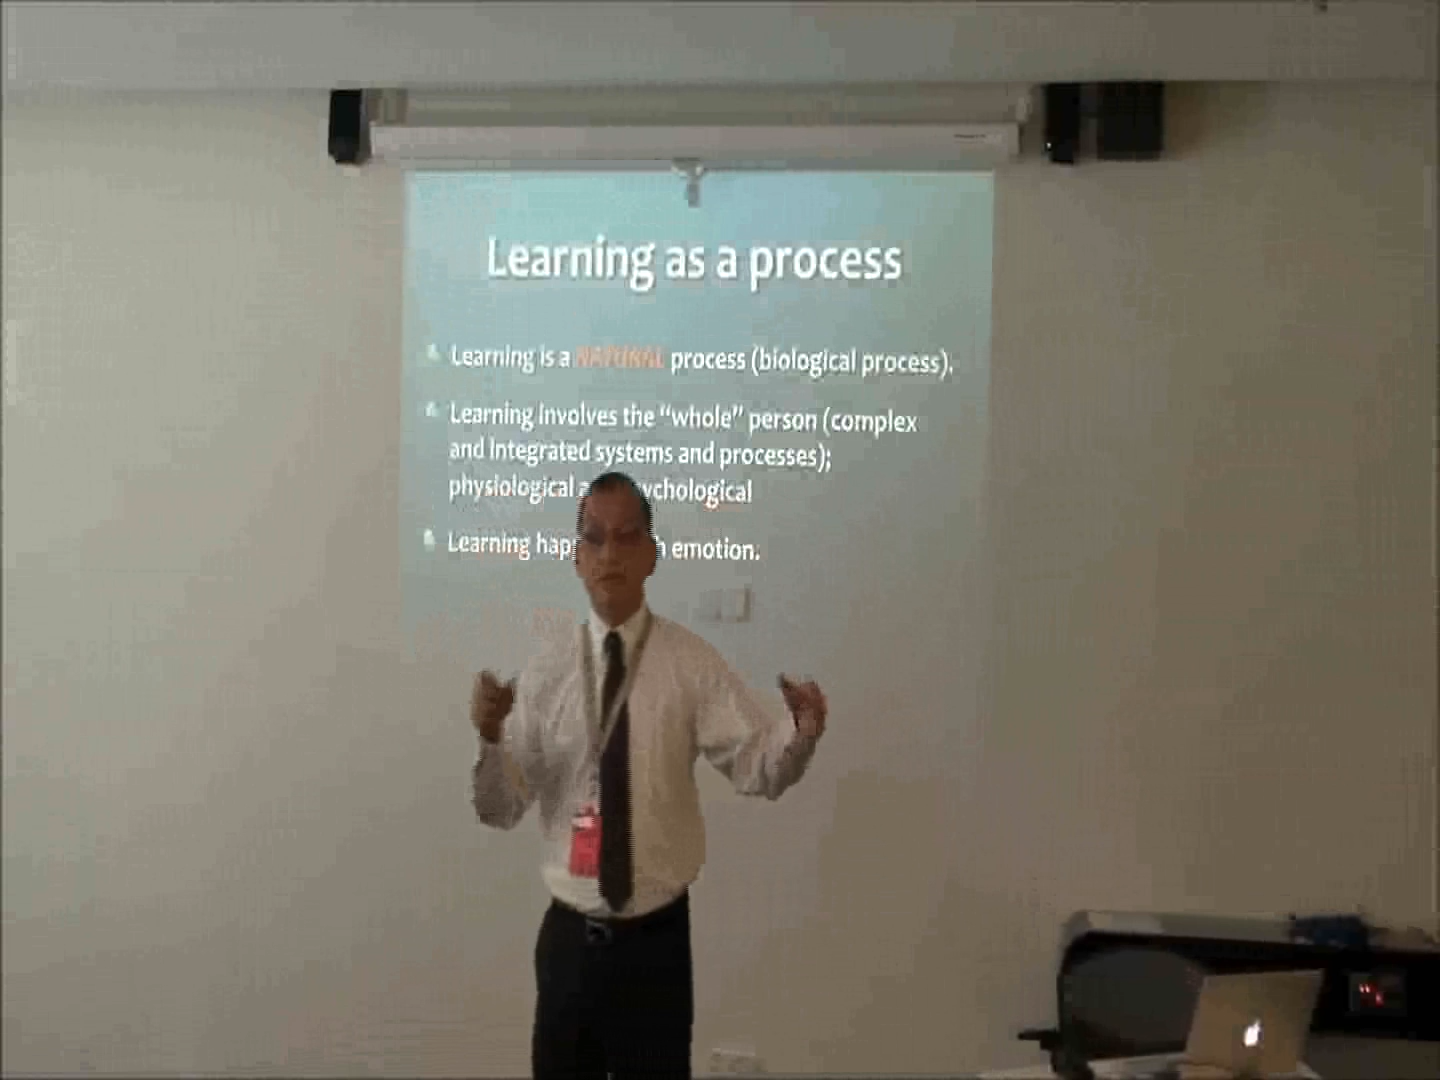 Learning as a process
Learning is a NATURAL process (biological process).
Learning involves the “whole” person (complex
and integrated systems and processes);
physiological ychological
Learning hap h emotion.